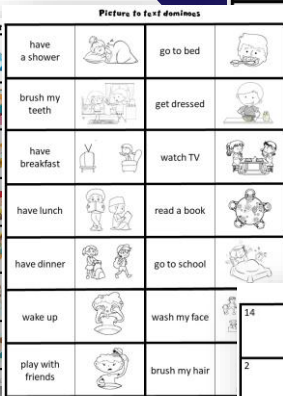 Picture to text dominoes
have
a shower
go to bed
brush my
teeth
get dressed
have
breakfast
watch TV
have lunch
read a book
have dinner
go to school
wake up
wash my face
14
play with
friends
brush my hair
2